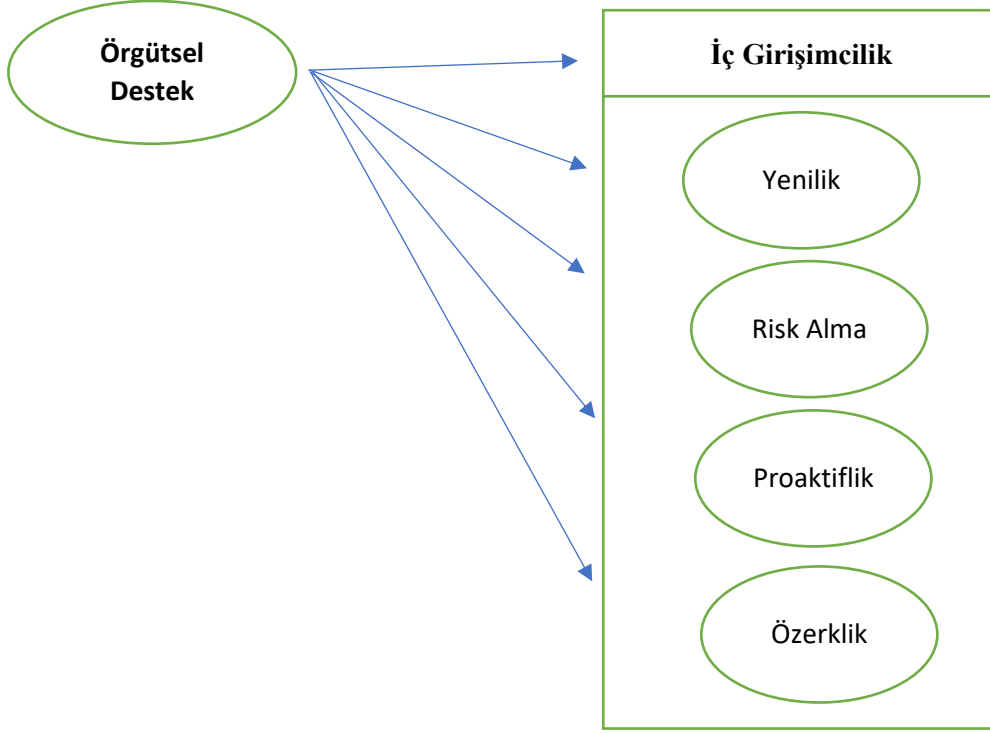 Örgütsel
Destek
İç Girişimcilik
Yenilik
Risk Alma
Proaktiflik
Özerklik